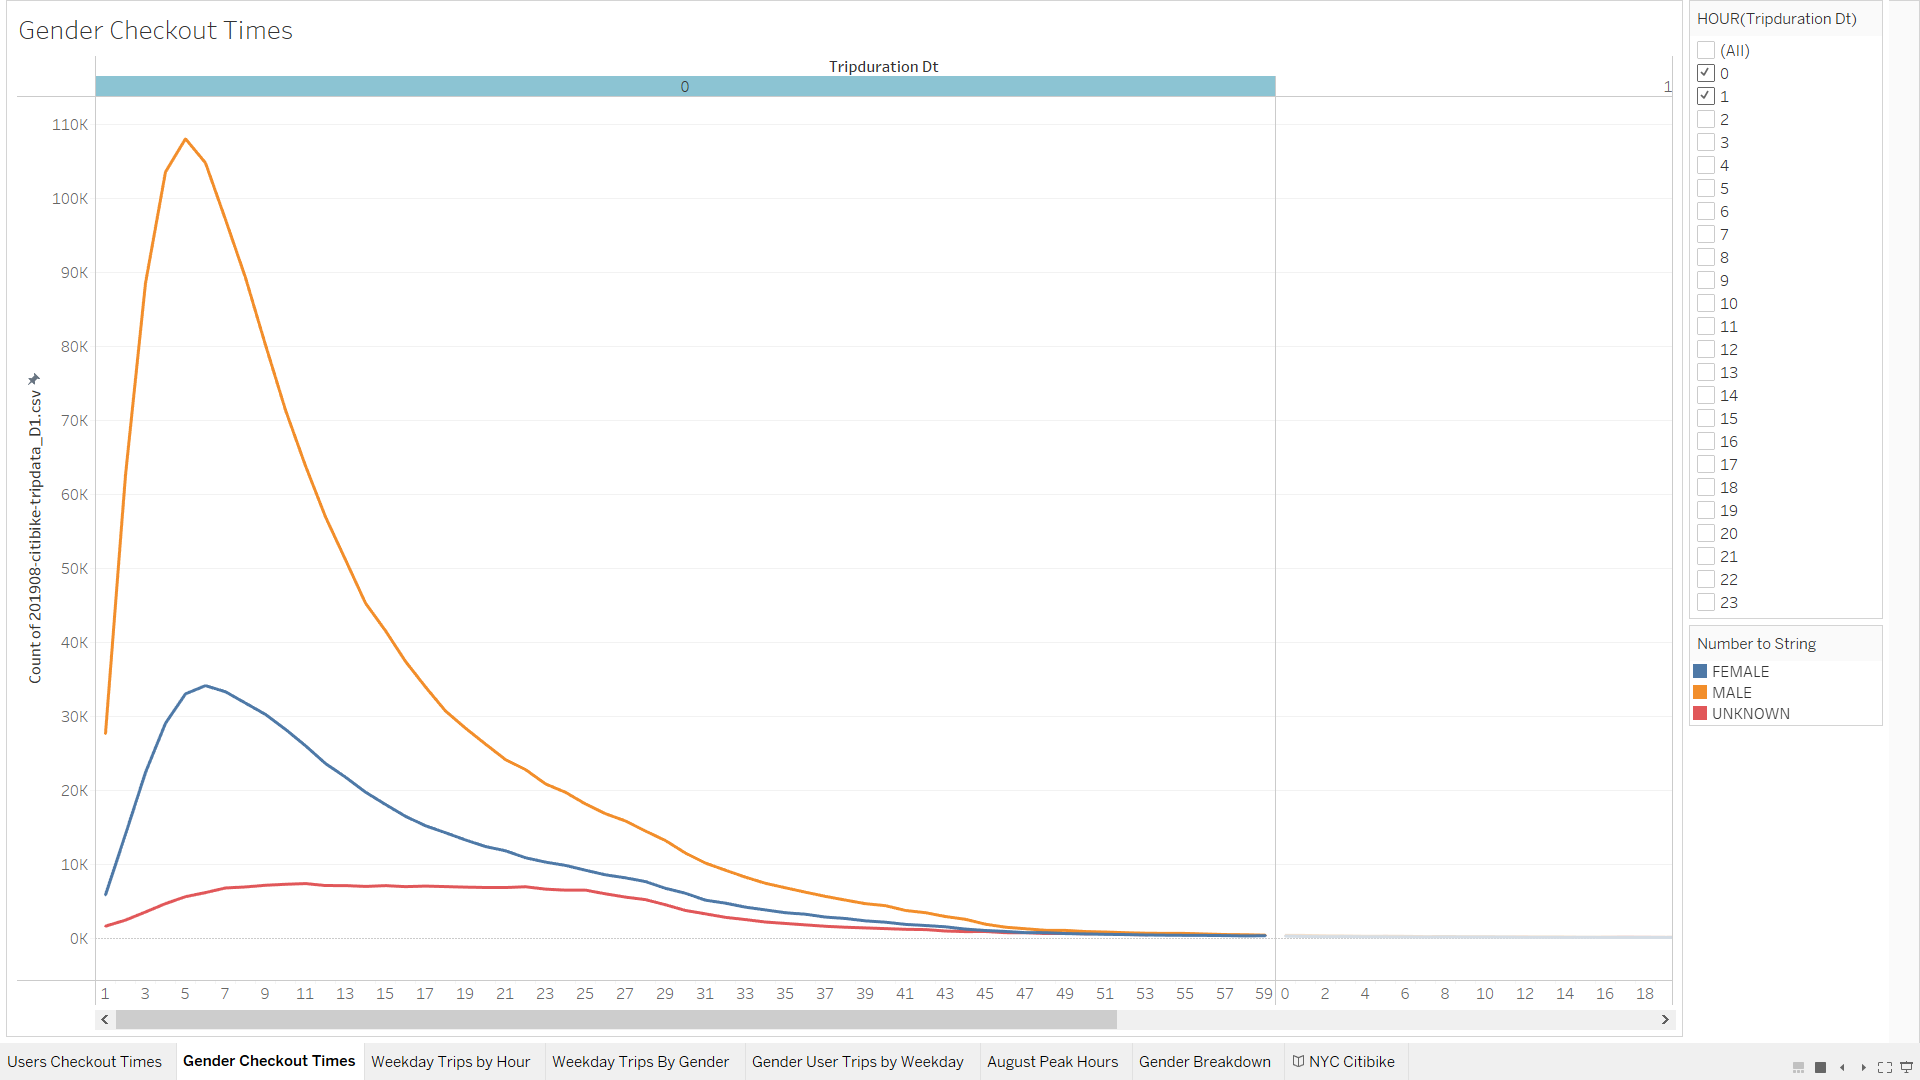 Gender Checkout Times
Tripduration Dt
0
1
110K
100K
90K
80K
70K
60K
50K
40K
30K
20K
10K
0K
Count of 201908-citibike-tripdata_D1.csv
1 3 5 7 9 11 13 15 17 19 21 23 25 27 29 31 33 35 37 39 41 43 45 47 49 51 53 55 57 59 0 2 4 6 8 10 12 14 16 18
HOUR(Tripduration Dt)
(All)
0
1
2
3
4
5
6
7
8
9
10
11
12
13
14
15
16
17
18
19
20
21
22
23
Number to String
FEMALE
MALE
UNKNOWN
Users Checkout Times Gender Checkout Times Weekday Trips by Hour Weekday Trips By Gender Gender User Trips by Weekday August Peak Hours Gender Breakdown NYC Citibike